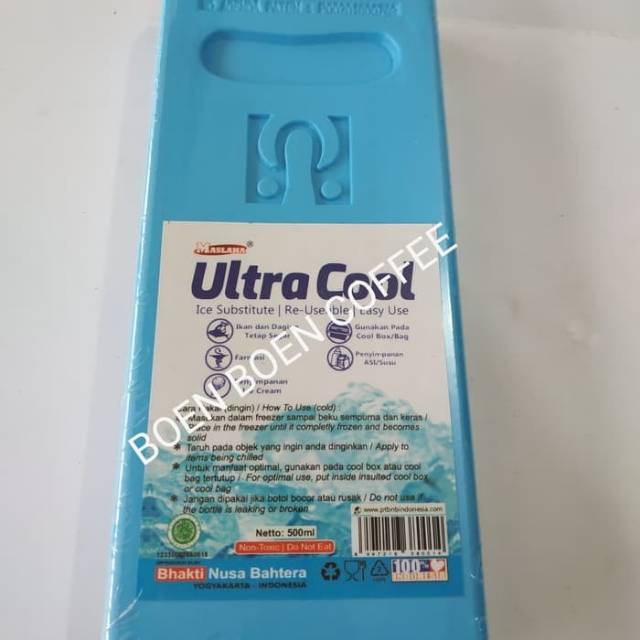 MASLAHA®
Ultra Cool
Ice Substitute | Re-Useable | Easy Use
Ikan dan Daging
Tetap Segar
Gunakan Pada
Cool Box/Bag
Farmasi
Penyimpanan
ASI/Susu
Penyimpanan
Ice Cream
Cara Pakai (dingin) / How To Use (cold) :
Masukan dalam freezer sampai beku sempurna dan keras /
Place in the freezer until it completly frozen and becomes
solid
Taruh pada objek yang ingin anda dinginkan / Apply to
items being chilled
Untuk manfaat optimal, gunakan pada cool box atau cool
bag tertutup / - For optimal use, put inside insulted cool box
or cool bag
Jangan dipakai jika botol bocor atau rusak / Do not use if
the bottle is leaking or broken
www.ptbnbindonesia.com
Netto: 500ml
Non-Toxic | Do Not Eat
Bhakti Nusa Bahtera
YOGYAKARTA - INDONESIA
100%
BOEN BOEN COFFEE